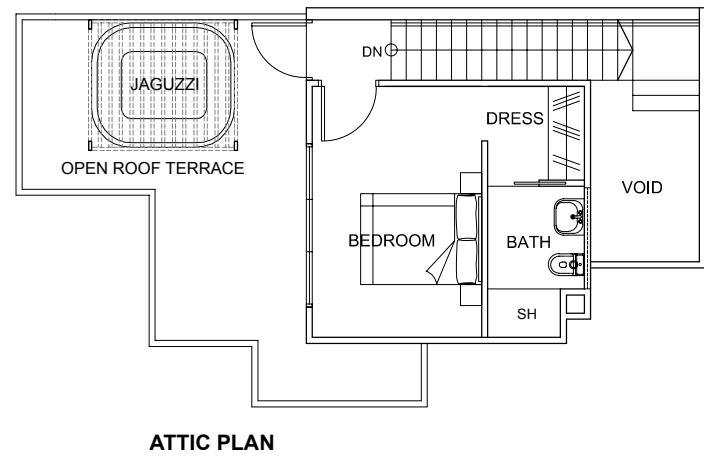 DN
JAGUZZI
DRESS
OPEN ROOF TERRACE
VOID
BEDROOM
BATH
SH
ATTIC PLAN